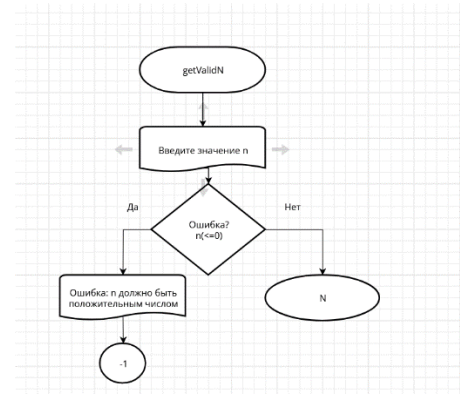 getValidN
Введите значение n
Да
Нет
Ошибка?
n(<=0)
Ошибка: n должно быть
положительным числом
N
-1